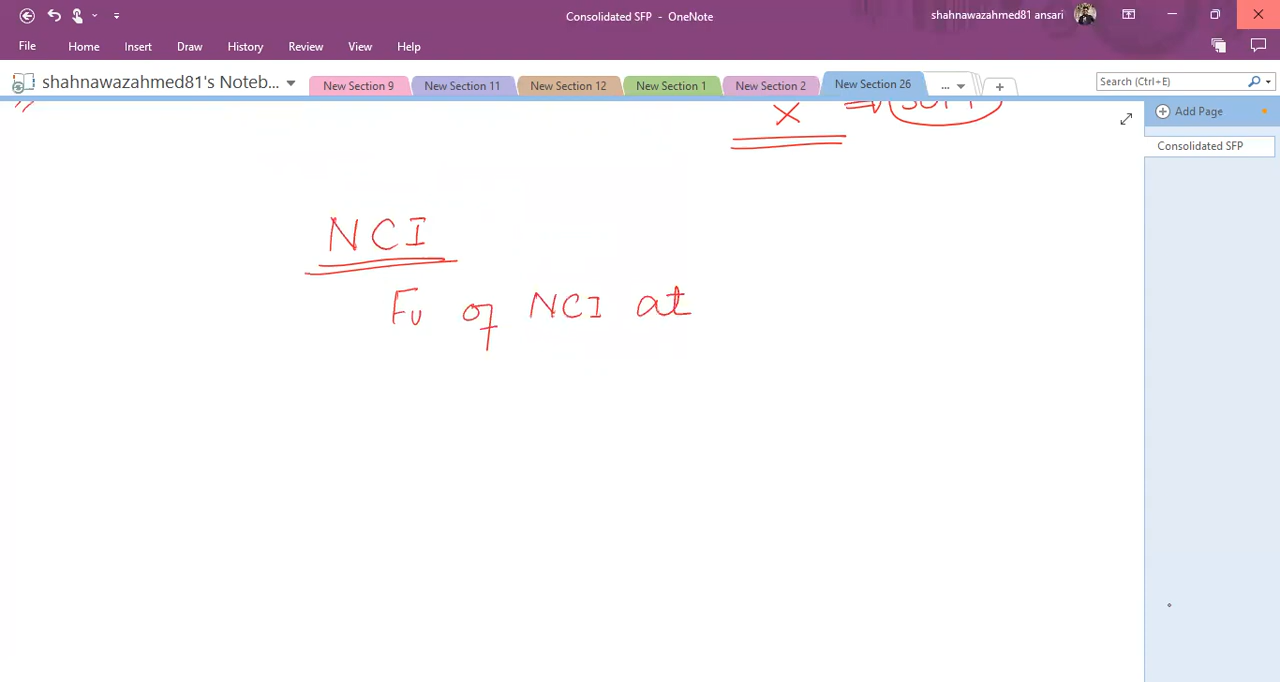 Consolidated SFP - OneNote
shahnawazahmed81 ansari
File Home Insert Draw History Review View Help
shahnawazahmed81's Noteb... New Section 9 New Section 11 New Section 12 New Section 1 New Section 2 New Section 26 ... + Search (Ctrl+E)
X
Add Page
Consolidated SFP
NCI
Fv of NCI at